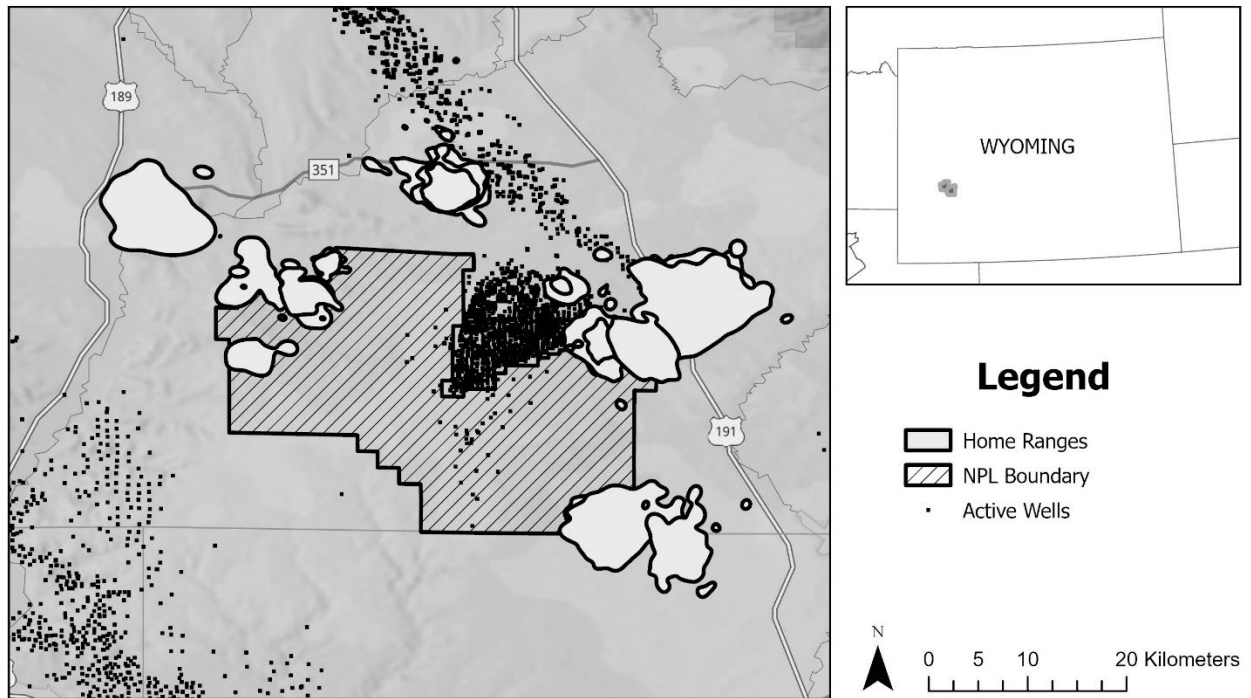 189
351
191
WYOMING
Legend
Home Ranges
NPL Boundary
Active Wells
N
0 5 10 20 Kilometers